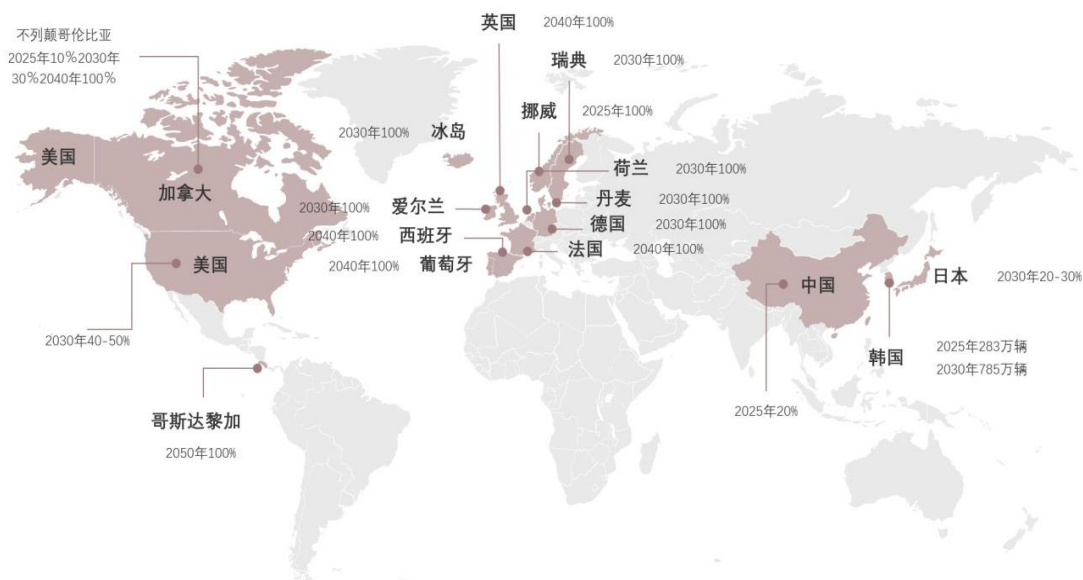 英国 2040年100%
不列颠哥伦比亚
2025年10%2030年
30%2040年100%
瑞典 2030年100%
挪威 2025年100%
2030年100% 冰岛
美国
加拿大
荷兰 2030年100%
丹麦 2030年100%
2030年100% 爱尔兰
德国 2030年100%
2040年100% 西班牙
法国 2040年100%
美国
2040年100% 葡萄牙
中国
日本 2030年20-30%
2030年40-50%
韩国 2025年283万辆
2030年785万辆
2025年20%
哥斯达黎加
2050年100%